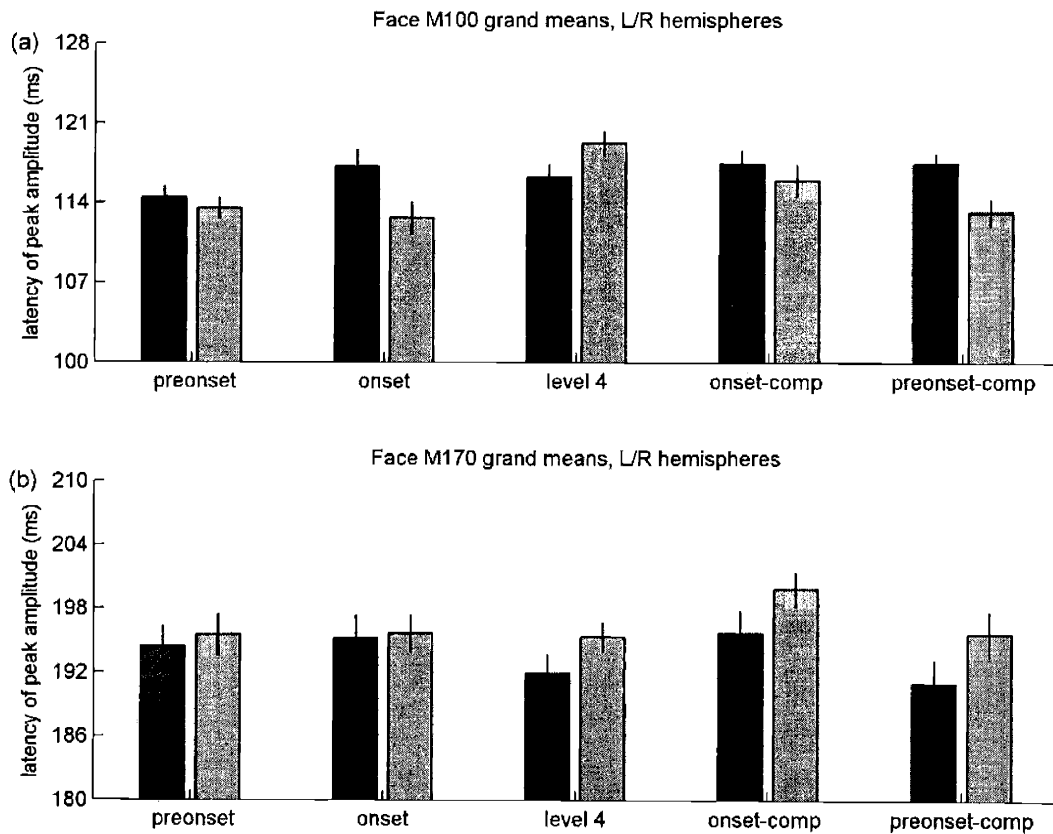 Face M100 grand means, L/R hemispheres
(a)
latency of peak amplitude (ms)
128
121
114
107
100
preonset onset level 4 onset-comp preonset-comp
Face M170 grand means, L/R hemispheres
(b)
latency of peak amplitude (ms)
210
204
198
192
186
180
preonset onset level 4 onset-comp preonset-comp